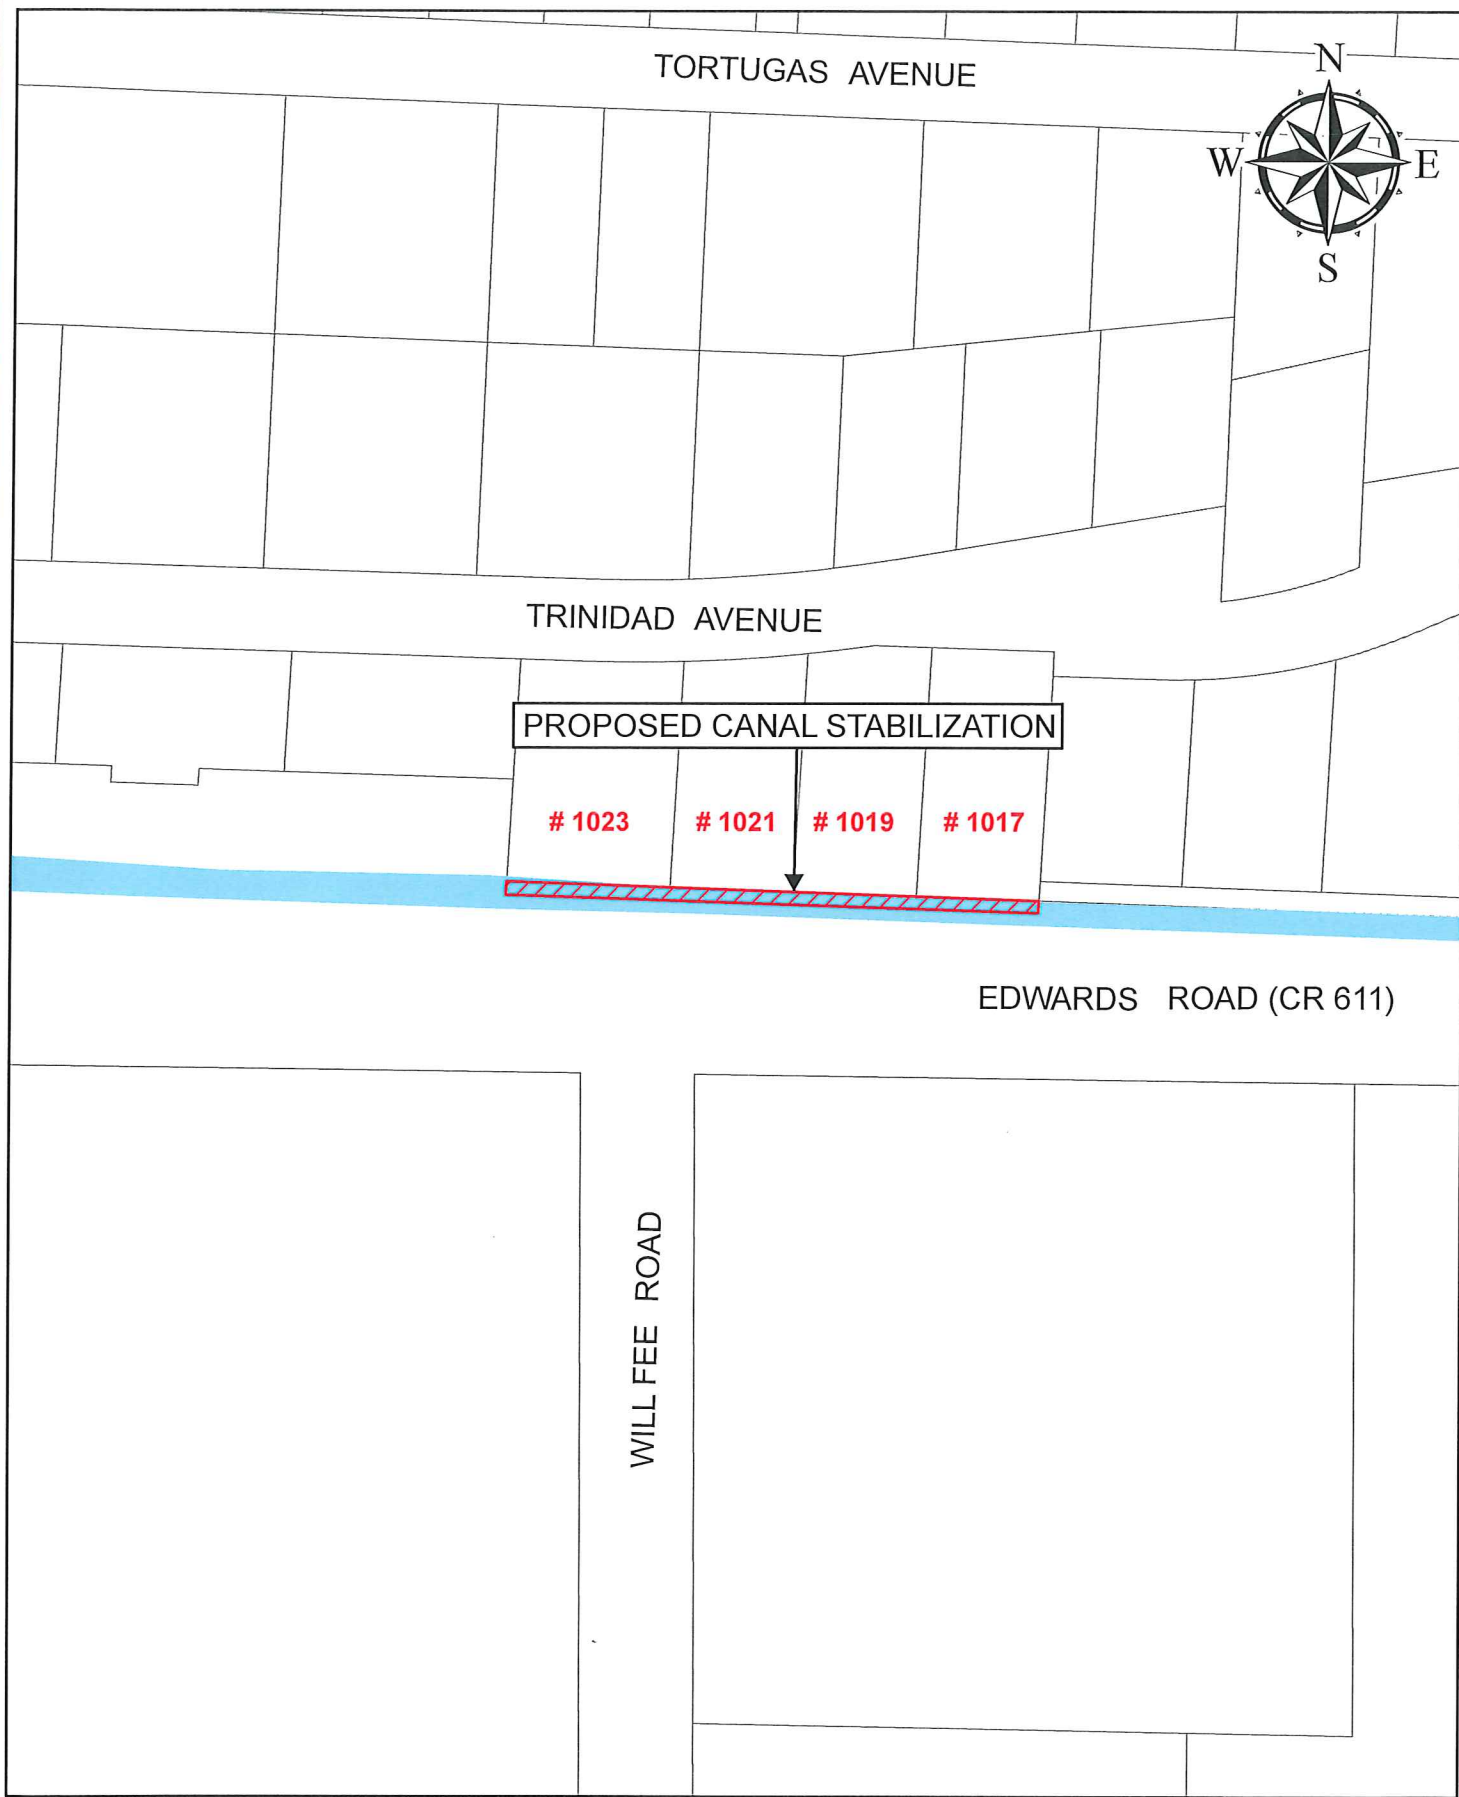 TORTUGAS AVENUE
N
W E
S
TRINIDAD AVENUE
PROPOSED CANAL STABILIZATION
# 1023 # 1021 # 1019 # 1017
EDWARDS ROAD (CR 611)
WILL FEE ROAD